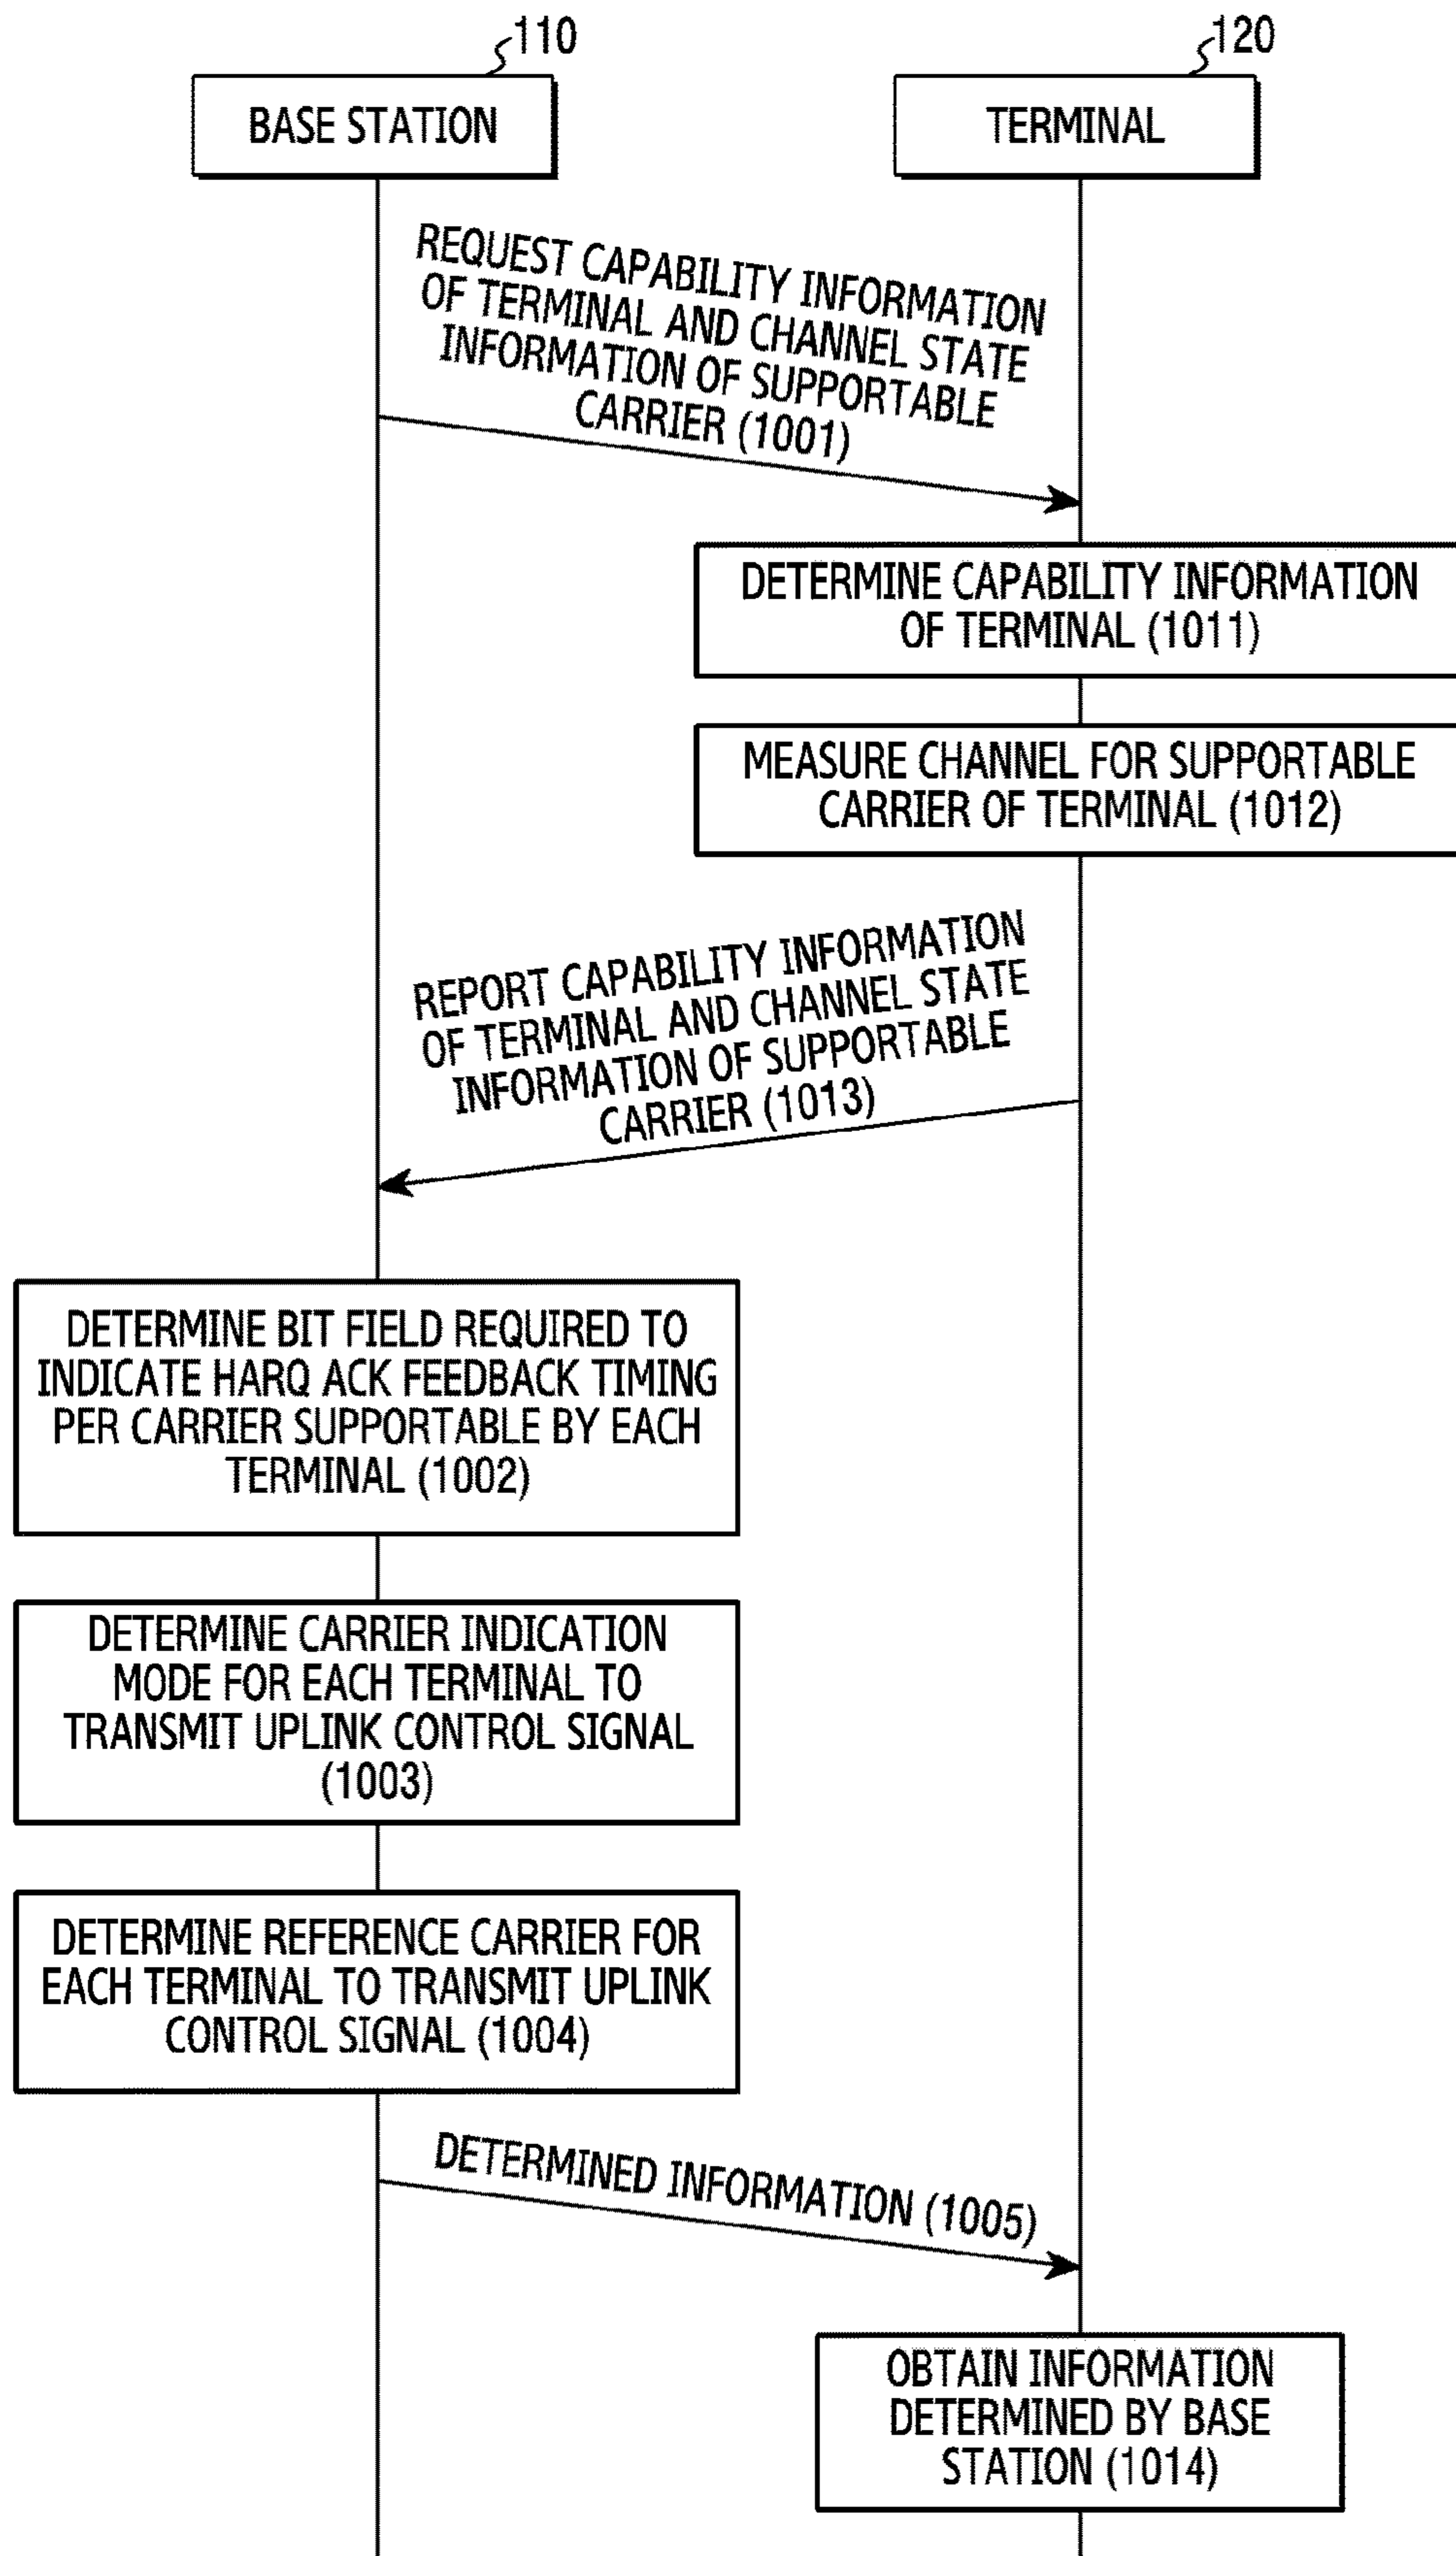 110
120
BASE STATION
TERMINAL
REQUEST CAPABILITY INFORMATION
OF TERMINAL AND CHANNEL STATE
INFORMATION OF SUPPORTABLE
CARRIER (1001)
DETERMINE CAPABILITY INFORMATION
OF TERMINAL (1011)
MEASURE CHANNEL FOR SUPPORTABLE
CARRIER OF TERMINAL (1012)
REPORT CAPABILITY INFORMATION
OF TERMINAL AND CHANNEL STATE
INFORMATION OF SUPPORTABLE
CARRIER (1013)
DETERMINE BIT FIELD REQUIRED TO
INDICATE HARQ ACK FEEDBACK TIMING
PER CARRIER SUPPORTABLE BY EACH
TERMINAL (1002)
DETERMINE CARRIER INDICATION
MODE FOR EACH TERMINAL TO
TRANSMIT UPLINK CONTROL SIGNAL
(1003)
DETERMINE REFERENCE CARRIER FOR
EACH TERMINAL TO TRANSMIT UPLINK
CONTROL SIGNAL (1004)
DETERMINED INFORMATION (1005)
OBTAIN INFORMATION
DETERMINED BY BASE
STATION (1014)